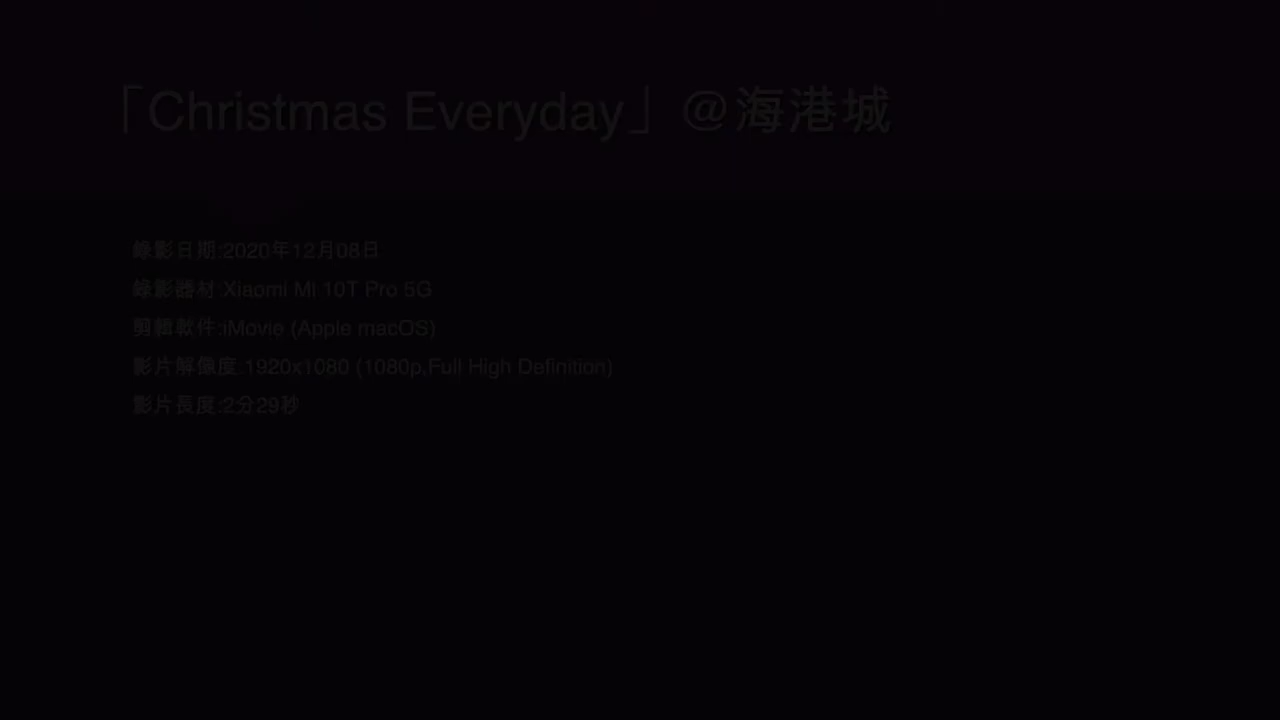 「Christmas Everyday」@海港城
錄影日期:2020年12月08日
錄影器材:Xiaomi Mi 10T Pro 5G
剪輯軟件:iMovie (Apple macOS)
影片解像度:1920x1080 (1080p,Full High Definition)
影片長度:2分29秒